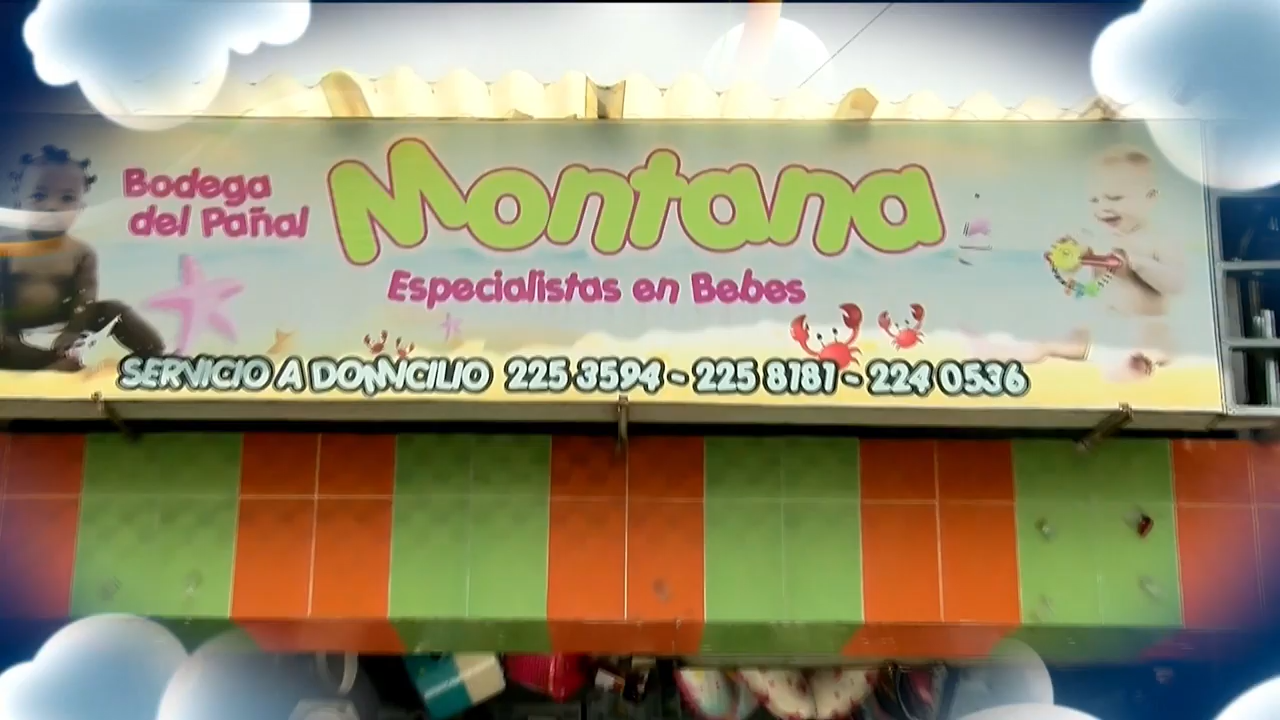 Bodega
del Pañal
Montana
Especialistas en Bebes
SERVICIO A DOMICILIO 225 3594 - 225 8181 - 224 0536